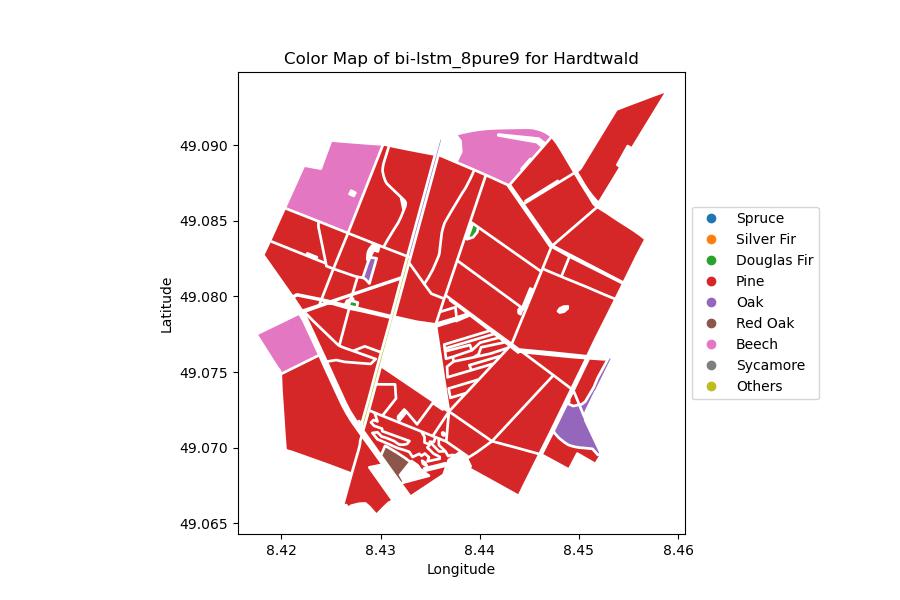 Color Map of bi-lstm_8pure9 for Hardtwald
Latitude
49.090
49.085
49.080
49.075
49.070
49.065
8.42 8.43 8.44 8.45 8.46
Longitude
Spruce
Silver Fir
Douglas Fir
Pine
Oak
Red Oak
Beech
Sycamore
Others